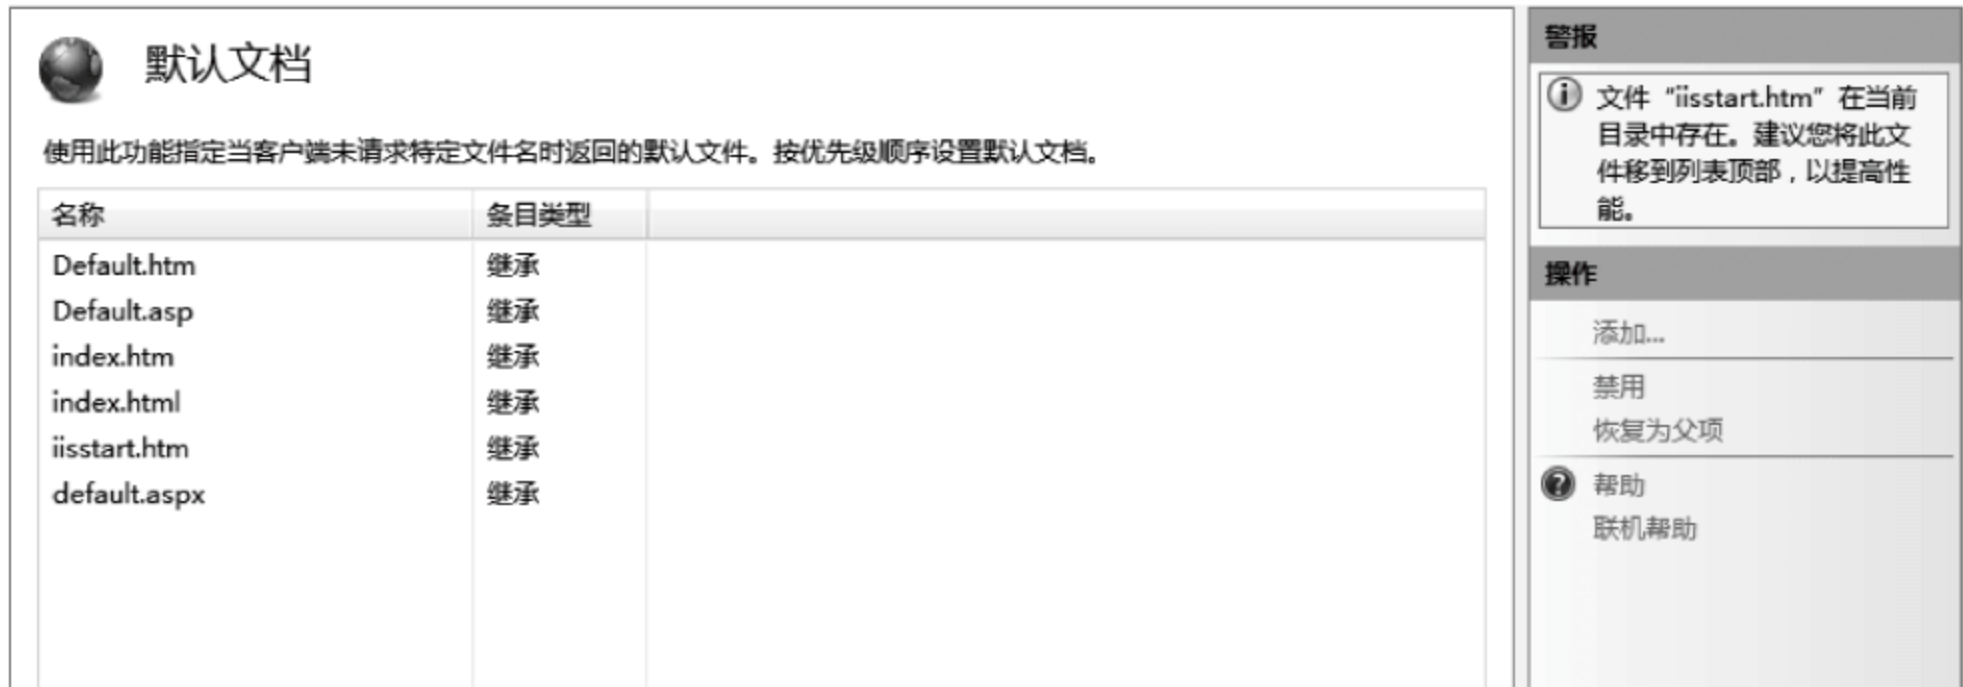 默认文档
使用此功能指定当客户端未请求特定文件名时返回的默认文件。按优先级顺序设置默认文档。
名称 条目类型
Default.htm 继承
Default.asp 继承
index.htm 继承
index.html 继承
iisstart.htm 继承
default.aspx 继承
警报
文件“iisstart.htm”在当前
目录中存在。建议您将此文
件移到列表顶部，以提高性
能。
操作
添加...
禁用
恢复为父项
帮助
联机帮助